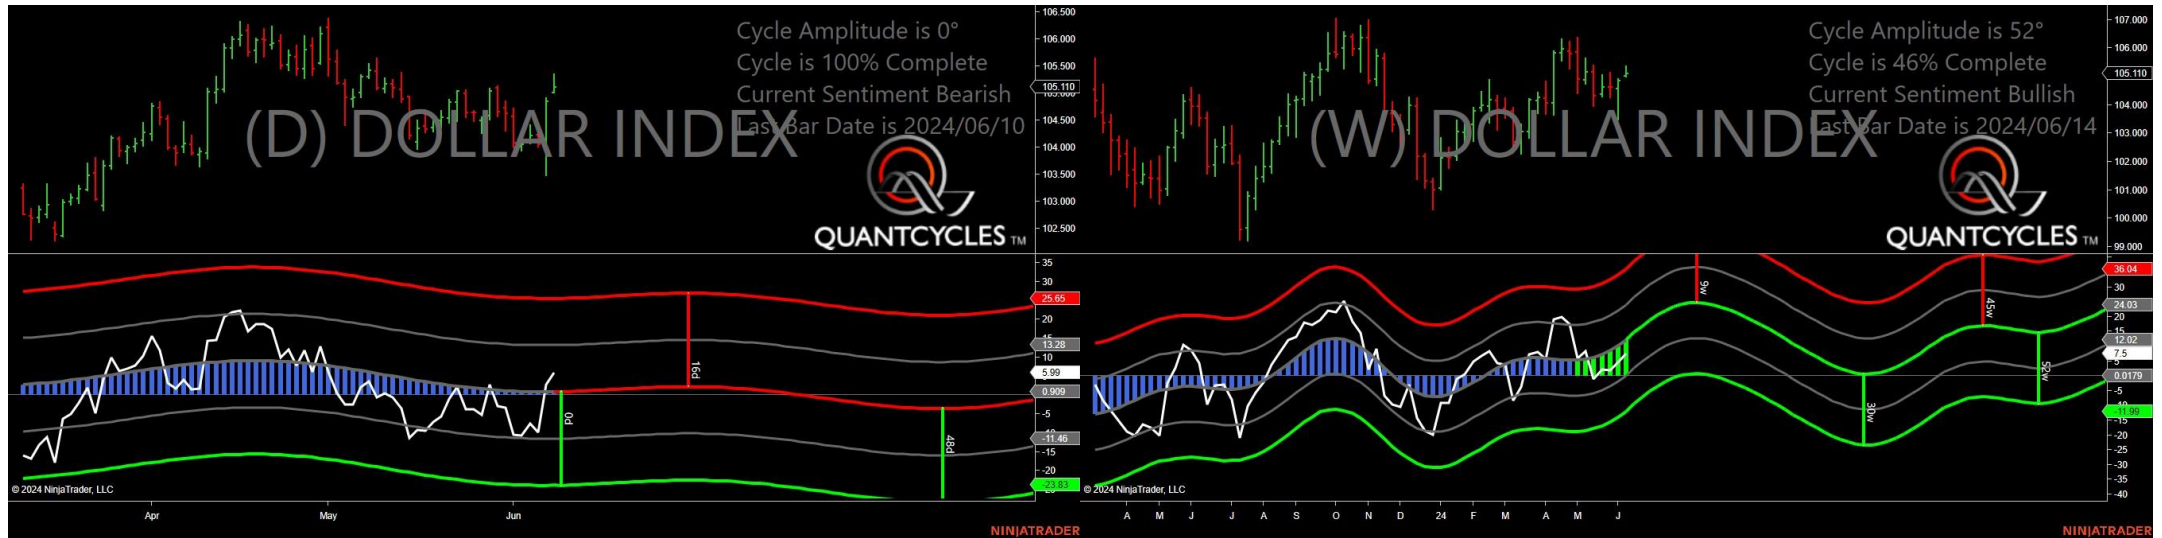 Cycle Amplitude is 0°
Cycle is 100% Complete
Current Sentiment Bearish
Last Bar Date is 2024/06/10
(D) DOLLAR INDEX
QUANTCYCLES TM
106.500
106.000
105.500
105.110
105.000
104.500
104.000
103.500
103.000
102.500
35
30
25.65
20
13.28
10
5.99
0.909
-5
-11.46
-15
-20
-23.83
16d
0d
48d
© 2024 NinjaTrader, LLC
Apr
May
Jun
NINJATRADER
Cycle Amplitude is 52°
Cycle is 46% Complete
Current Sentiment Bullish
Last Bar Date is 2024/06/14
(W) DOLLAR INDEX
QUANTCYCLES TM
107.000
106.000
105.110
104.000
103.000
102.000
101.000
100.000
99.000
36.04
30
24.03
20
15
12.02
7.5
0.0179
-5
-11.99
-15
-20
-25
-30
-35
-40
9w
45w
30w
52w
© 2024 NinjaTrader, LLC
A
M
J
J
A
S
O
N
D
24
F
M
A
M
J
NINJATRADER